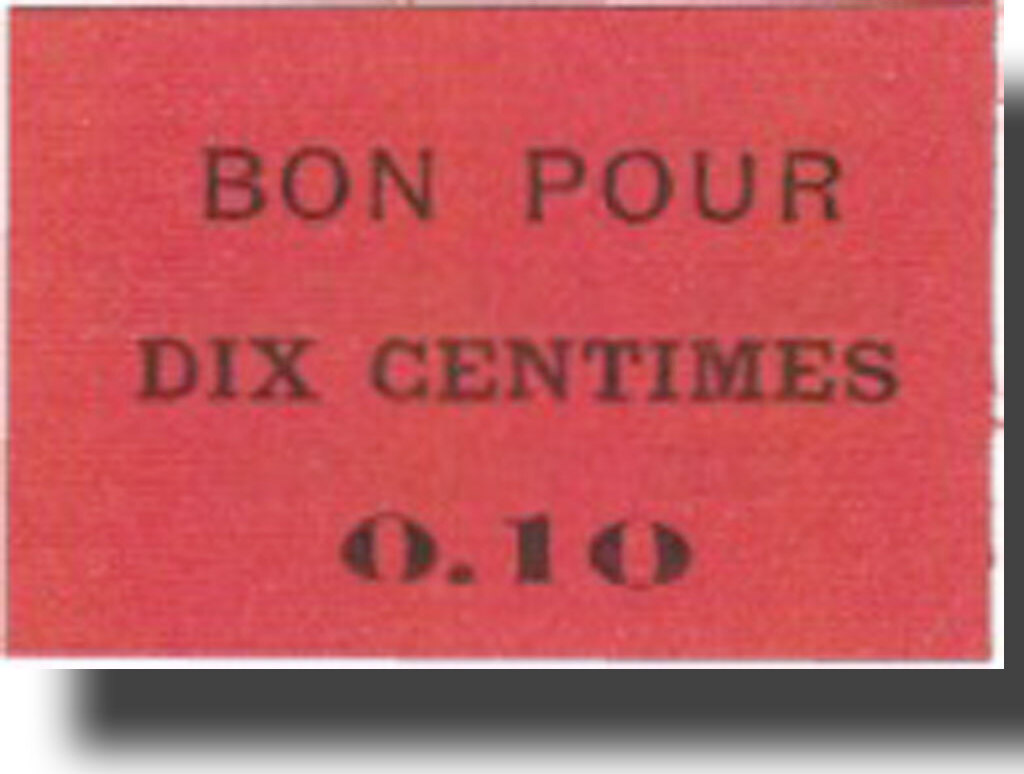 BON POUR
DIX CENTIMES
0.10